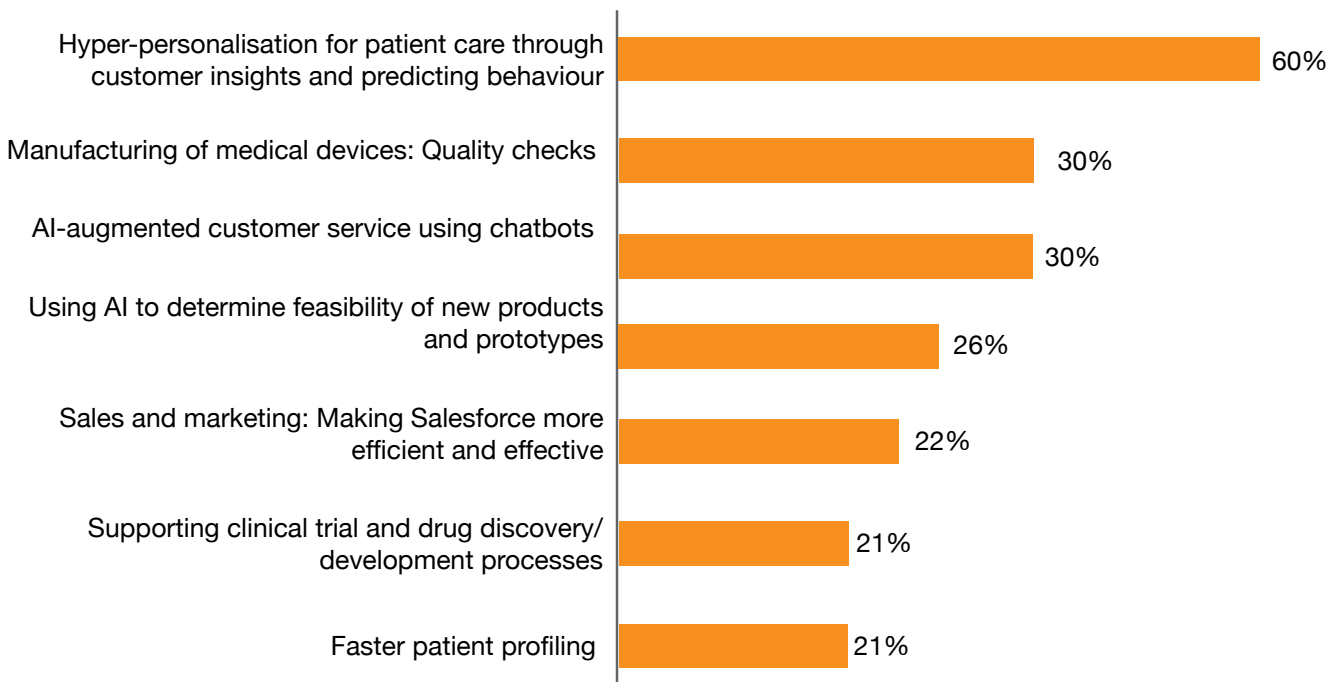 Hyper-personalisation for patient care through
customer insights and predicting behaviour
60%
Manufacturing of medical devices: Quality checks
30%
AI-augmented customer service using chatbots
30%
Using AI to determine feasibility of new products
and prototypes
26%
Sales and marketing: Making Salesforce more
efficient and effective
22%
Supporting clinical trial and drug discovery/
development processes
21%
Faster patient profiling
21%